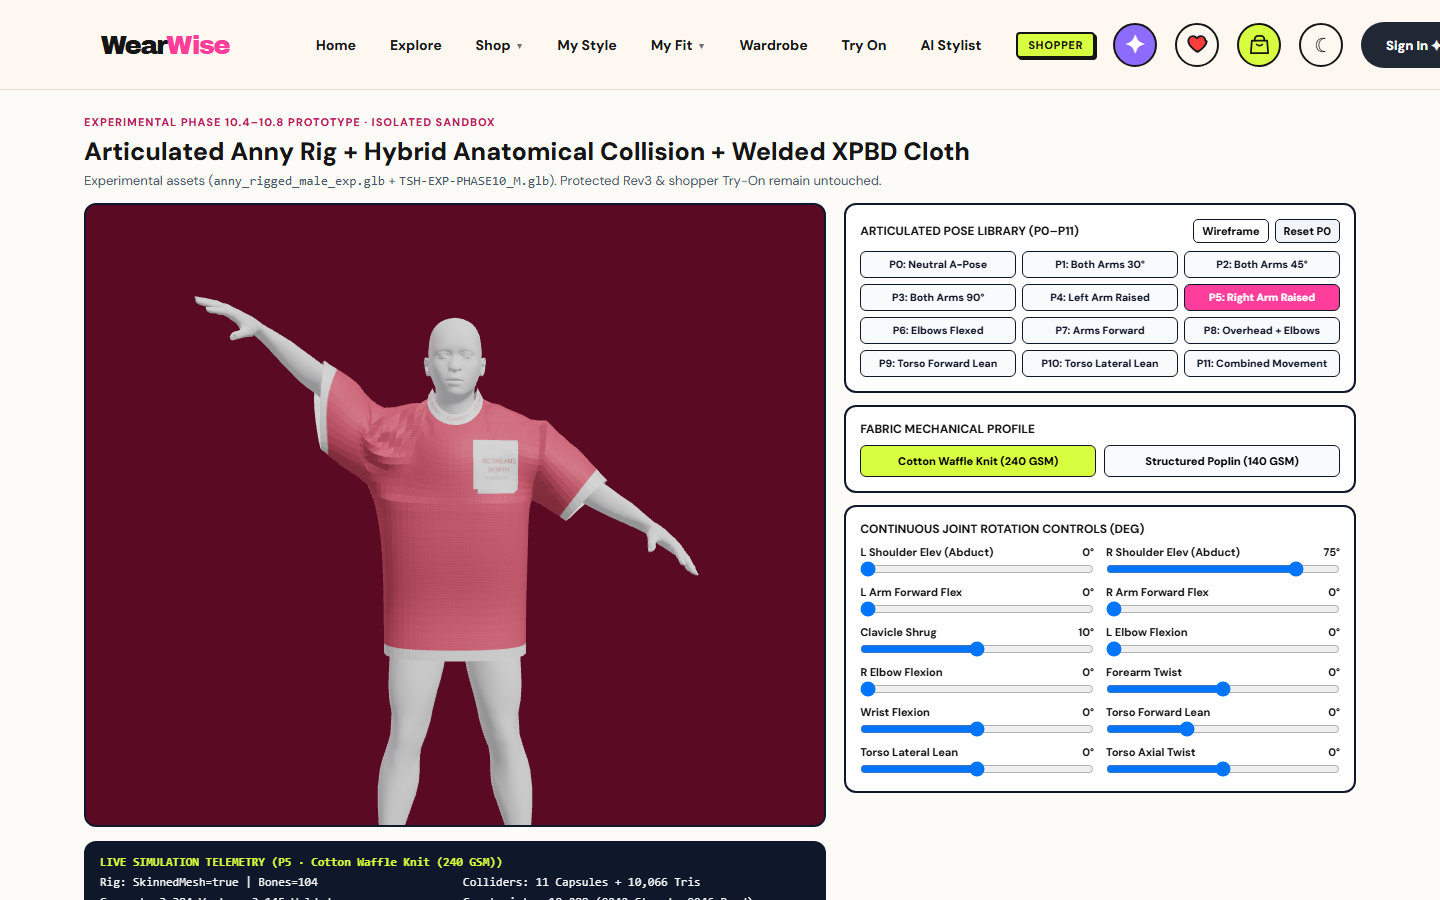 WearWise
Home Explore Shop ▾ My Style My Fit ▾ Wardrobe Try On AI Stylist SHOPPER Sign In
EXPERIMENTAL PHASE 10.4–10.8 PROTOTYPE · ISOLATED SANDBOX
Articulated Anny Rig + Hybrid Anatomical Collision + Welded XPBD Cloth
Experimental assets (anny_rigged_male_exp.glb + TSH-EXP-PHASE10_M.glb). Protected Rev3 & shopper Try-On remain untouched.
NO DREAMS
WORTH
ARTICULATED POSE LIBRARY (P0–P11) Wireframe Reset P0
P0: Neutral A-Pose P1: Both Arms 30° P2: Both Arms 45°
P3: Both Arms 90° P4: Left Arm Raised P5: Right Arm Raised
P6: Elbows Flexed P7: Arms Forward P8: Overhead + Elbows
P9: Torso Forward Lean P10: Torso Lateral Lean P11: Combined Movement
FABRIC MECHANICAL PROFILE
Cotton Waffle Knit (240 GSM) Structured Poplin (140 GSM)
CONTINUOUS JOINT ROTATION CONTROLS (DEG)
L Shoulder Elev (Abduct) 0° R Shoulder Elev (Abduct) 75°
L Arm Forward Flex 0° R Arm Forward Flex 0°
Clavicle Shrug 10° L Elbow Flexion 0°
R Elbow Flexion 0° Forearm Twist 0°
Wrist Flexion 0° Torso Forward Lean 0°
Torso Lateral Lean 0° Torso Axial Twist 0°
LIVE SIMULATION TELEMETRY (P5 · Cotton Waffle Knit (240 GSM))
Rig: SkinnedMesh=true | Bones=104 Colliders: 11 Capsules + 10,066 Tris